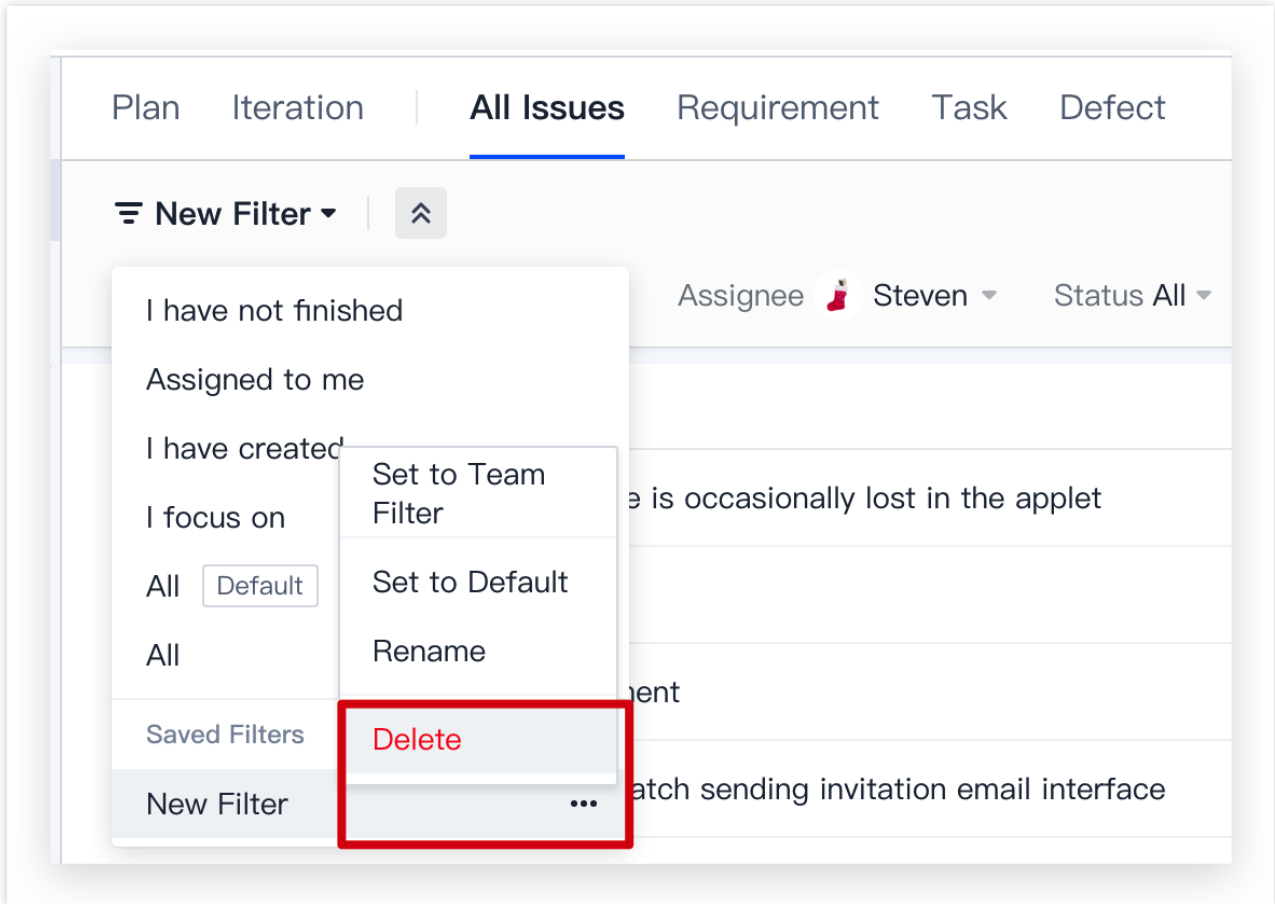 Plan Iteration All Issues Requirement Task Defect
New Filter
Assignee Steven Status All
I have not finished
Assigned to me
I have created
I focus on
All Default
All
Saved Filters
New Filter
Set to Team
Filter
Set to Default
Rename
Delete
is occasionally lost in the applet
sending invitation email interface